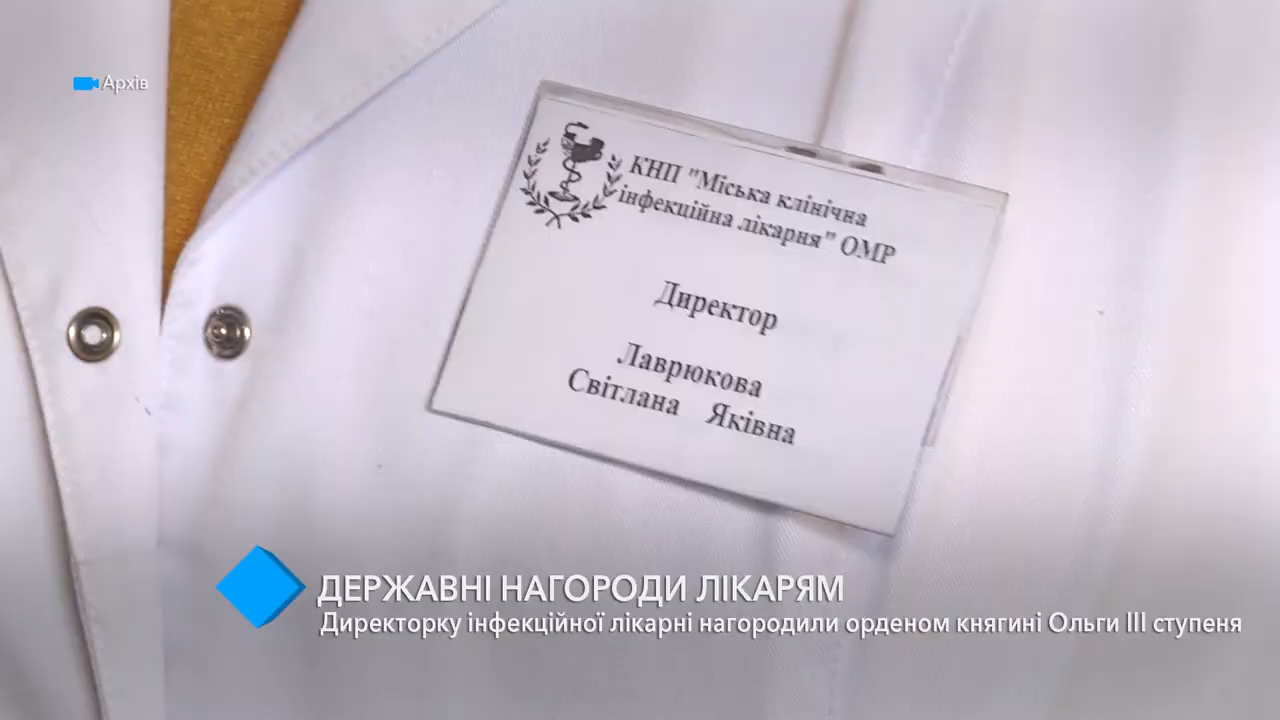 Архів
КНП "Міська клінічна
інфекційна лікарня" ОМР
Директор
Лаврюкова
Світлана Яківна
ДЕРЖАВНІ НАГОРОДИ ЛІКАРЯМ
Директорку інфекційної лікарні нагородили орденом княгині Ольги III ступеня